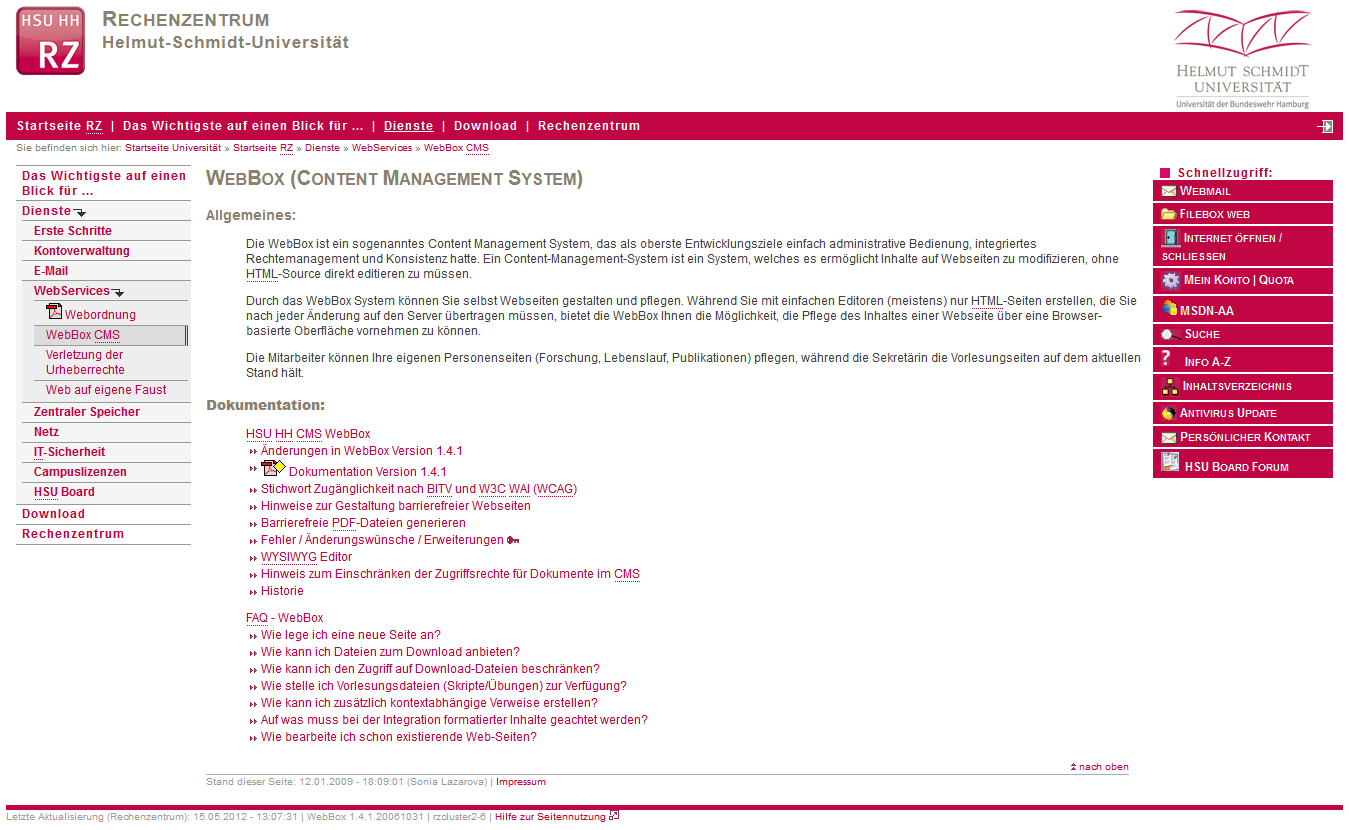 HSU HH
RZ
RECHENZENTRUM
Helmut-Schmidt-Universität
HELMUT SCHMIDT
UNIVERSITÄT
Universität der Bundeswehr Hamburg
Startseite RZ | Das Wichtigste auf einen Blick für ... | Dienste | Download | Rechenzentrum
Sie befinden sich hier: Startseite Universität » Startseite RZ » Dienste » WebServices » WebBox CMS
Das Wichtigste auf einen
Blick für ...
Dienste
Erste Schritte
Kontoverwaltung
E-Mail
WebServices
Webordnung
WebBox CMS
Verletzung der
Urheberrechte
Web auf eigene Faust
Zentraler Speicher
Netz
IT-Sicherheit
Campuslizenzen
HSU Board
Download
Rechenzentrum
WEBBOX (CONTENT MANAGEMENT SYSTEM)
Allgemeines:
Die WebBox ist ein sogenanntes Content Management System, das als oberste Entwicklungsziele einfach administrative Bedienung, integriertes
Rechtemanagement und Konsistenz hatte. Ein Content-Management-System ist ein System, welches es ermöglicht Inhalte auf Webseiten zu modifizieren, ohne
HTML-Source direkt editieren zu müssen.
Durch das WebBox System können Sie selbst Webseiten gestalten und pflegen. Während Sie mit einfachen Editoren (meistens) nur HTML-Seiten erstellen, die Sie
nach jeder Änderung auf den Server übertragen müssen, bietet die WebBox Ihnen die Möglichkeit, die Pflege des Inhaltes einer Webseite über eine Browser-
basierte Oberfläche vornehmen zu können.
Die Mitarbeiter können Ihre eigenen Personenseiten (Forschung, Lebenslauf, Publikationen) pflegen, während die Sekretärin die Vorlesungseiten auf dem aktuellen
Stand hält.
Dokumentation:
HSU HH CMS WebBox
Änderungen in WebBox Version 1.4.1
Dokumentation Version 1.4.1
Stichwort Zugänglichkeit nach BITV und W3C WAI (WCAG)
Hinweise zur Gestaltung barrierefreier Webseiten
Barrierefreie PDF-Dateien generieren
Fehler / Änderungswünsche / Erweiterungen
WYSIWYG Editor
Hinweis zum Einschränken der Zugriffsrechte für Dokumente im CMS
Historie
FAQ - WebBox
Wie lege ich eine neue Seite an?
Wie kann ich Dateien zum Download anbieten?
Wie kann ich den Zugriff auf Download-Dateien beschränken?
Wie stelle ich Vorlesungsdateien (Skripte/Übungen) zur Verfügung?
Wie kann ich zusätzlich kontextabhängige Verweise erstellen?
Auf was muss bei der Integration formatierter Inhalte geachtet werden?
Wie bearbeite ich schon existierende Web-Seiten?
nach oben
Stand dieser Seite: 12.01.2009 - 18:09:01 (Sonia Lazarova) | Impressum
Schnellzugriff:
WEBMAIL
FILEBOX WEB
INTERNET ÖFFNEN /
SCHLIESSEN
MEIN KONTO | QUOTA
MSDN-AA
SUCHE
INFO A-Z
INHALTSVERZEICHNIS
ANTIVIRUS UPDATE
PERSÖNLICHER KONTAKT
HSU BOARD FORUM
Letzte Aktualisierung (Rechenzentrum): 15.05.2012 - 13:07:31 | WebBox 1.4.1.20061031 | rzcluster2-6 | Hilfe zur Seitennutzung